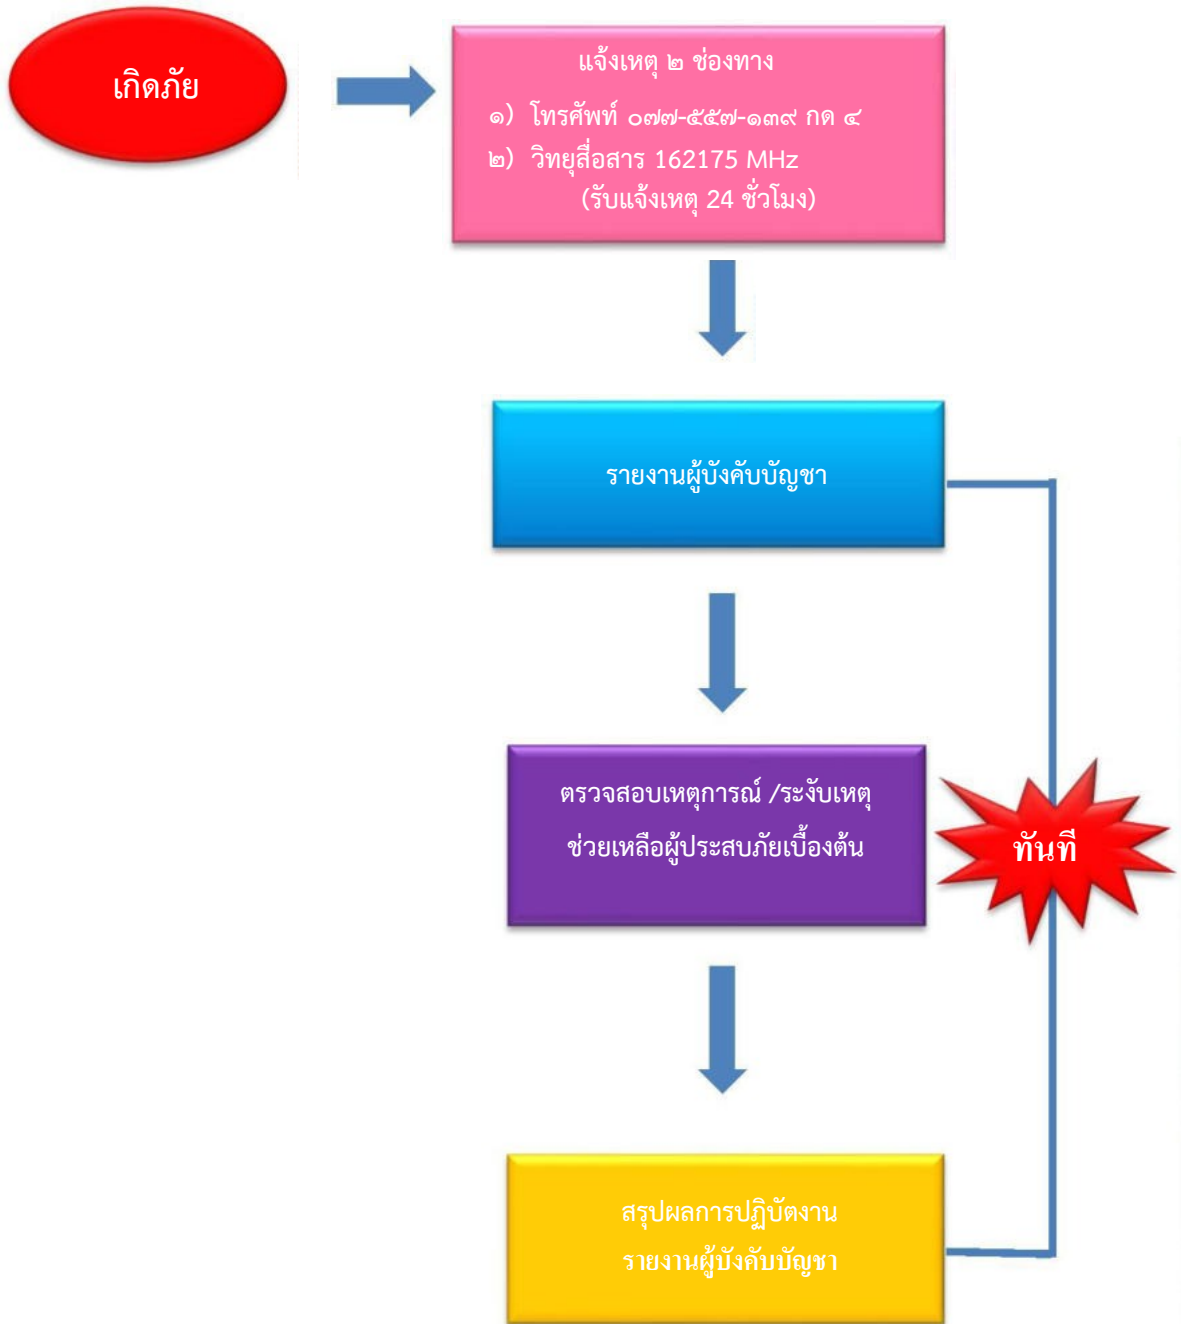 เกิดภัย
แจ้งเหตุ ๒ ช่องทาง
๑) โทรศัพท์ ๐๗๗-๕๕๗-๑๓๙ กด ๔
๒) วิทยุสื่อสาร 162175 MHz
(รับแจ้งเหตุ 24 ชั่วโมง)
รายงานผู้บังคับบัญชา
ตรวจสอบเหตุการณ์ /ระงับเหตุ
ช่วยเหลือผู้ประสบภัยเบื้องต้น
ทันที
สรุปผลการปฏิบัตงาน
รายงานผู้บังคับบัญชา